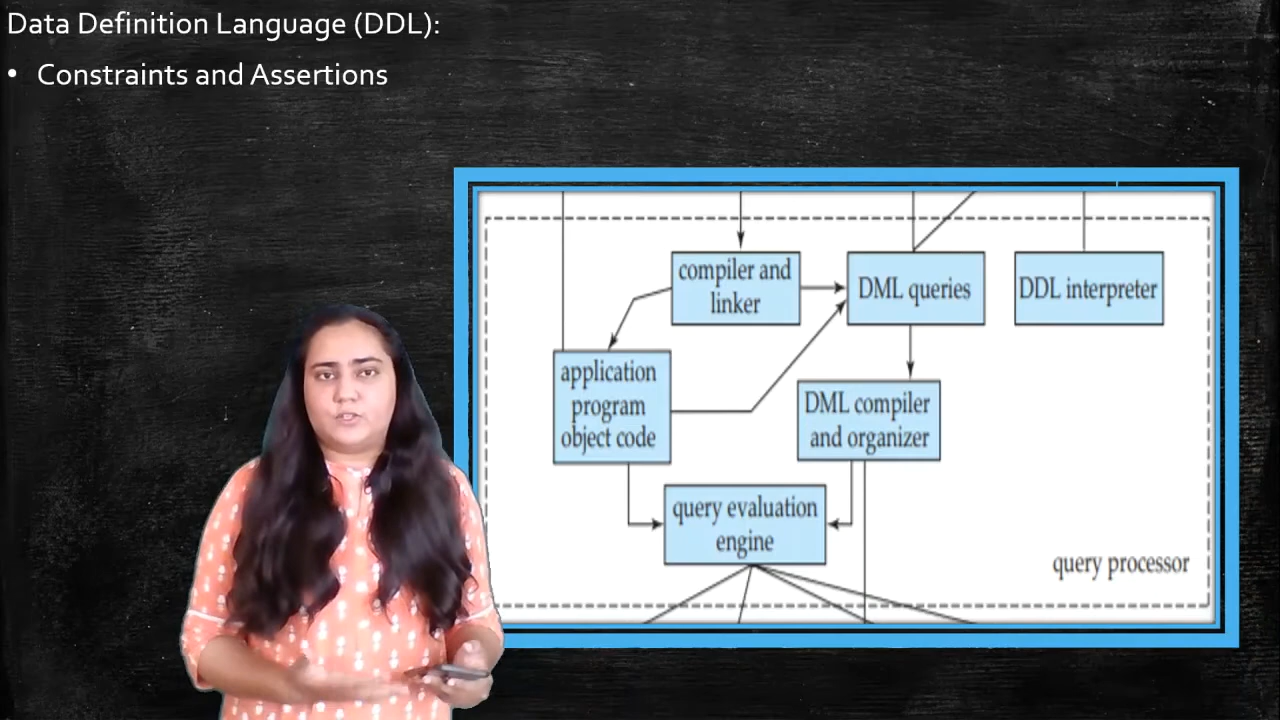 Data Definition Language (DDL):
• Constraints and Assertions
compiler and
linker
DML queries
DDL interpreter
application
program
object code
DML compiler
and organizer
query evaluation
engine
query processor